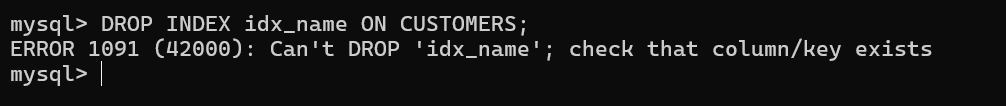 mysql> DROP INDEX idx_name ON CUSTOMERS;
ERROR 1091 (42000): Can't DROP 'idx_name'; check that column/key exists
mysql>